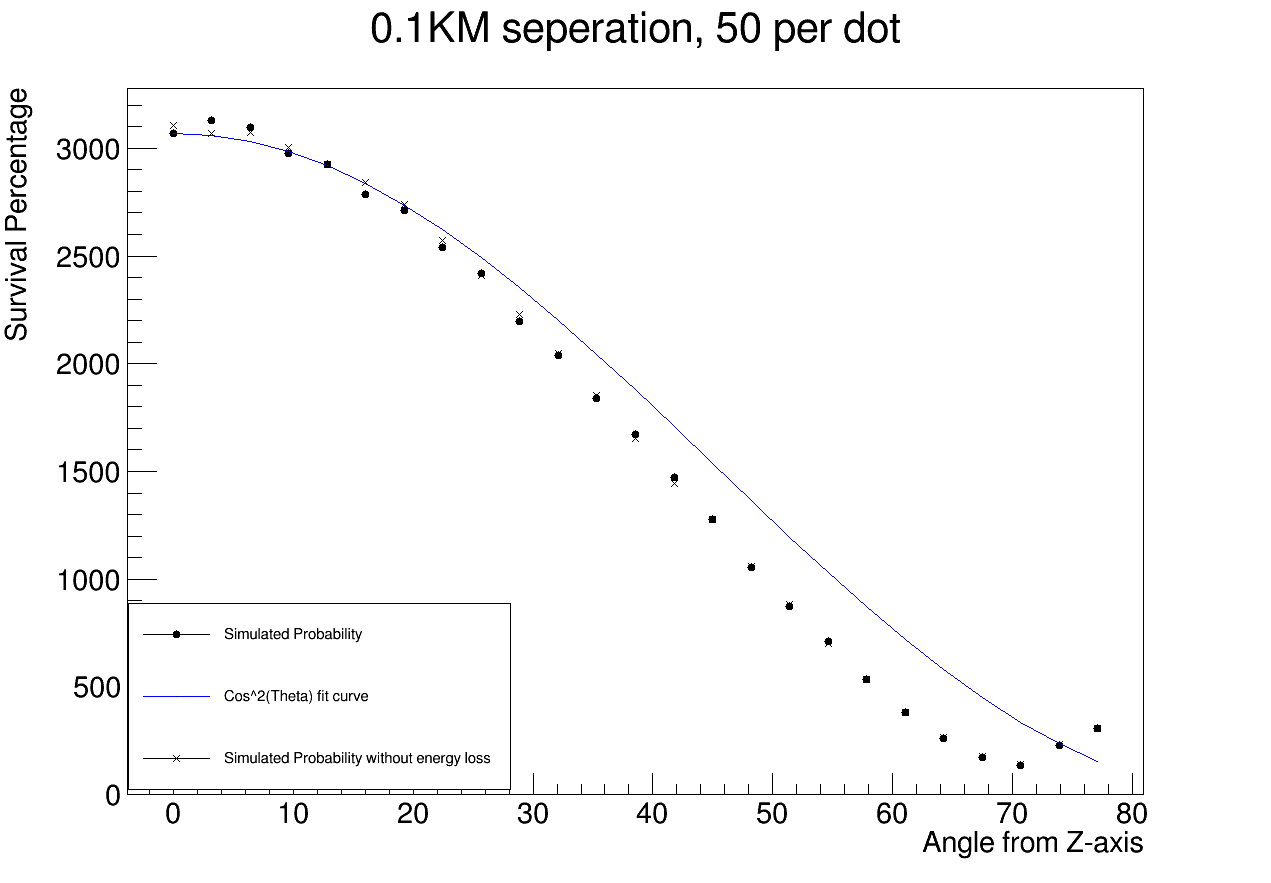 0.1KM seperation, 50 per dot
Survival Percentage
3000
2500
2000
1500
1000
500
0
Simulated Probability
Cos^2(Theta) fit curve
Simulated Probability without energy loss
0 10 20 30 40 50 60 70 80
Angle from Z-axis